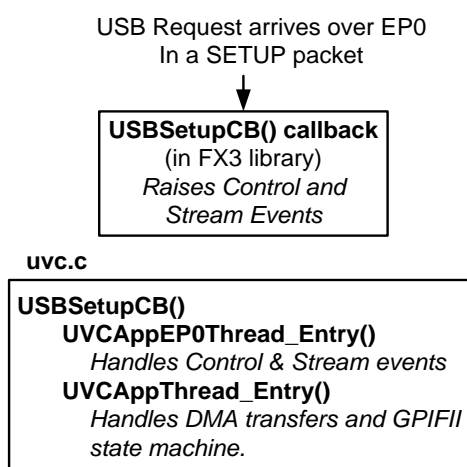 USB Request arrives over EP0
In a SETUP packet
USBSetupCB() callback
(in FX3 library)
Raises Control and
Stream Events
uvc.c
USBSetupCB()
UVCAppEP0Thread_Entry()
Handles Control & Stream events
UVCAppThread_Entry()
Handles DMA transfers and GPIFII
state machine.